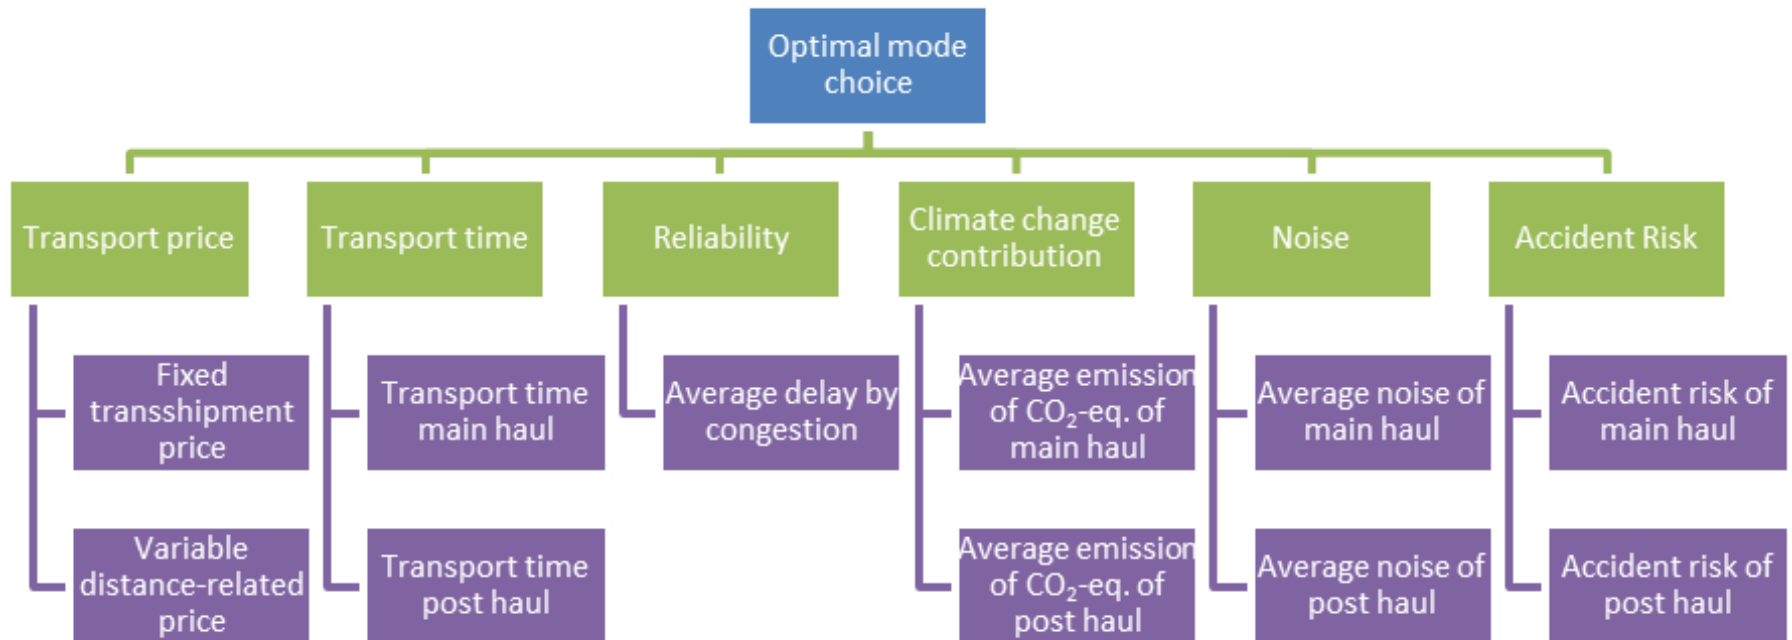 Optimal mode
choice
Transport price
Transport time
Reliability
Climate change
contribution
Noise
Accident Risk
Fixed
transshipment
price
Transport time
main haul
Average delay by
congestion
Average emission
of CO₂-eq. of
main haul
Average noise of
main haul
Accident risk of
main haul
Variable
distance-related
price
Transport time
post haul
Average emission
of CO₂-eq. of
post haul
Average noise of
post haul
Accident risk of
post haul